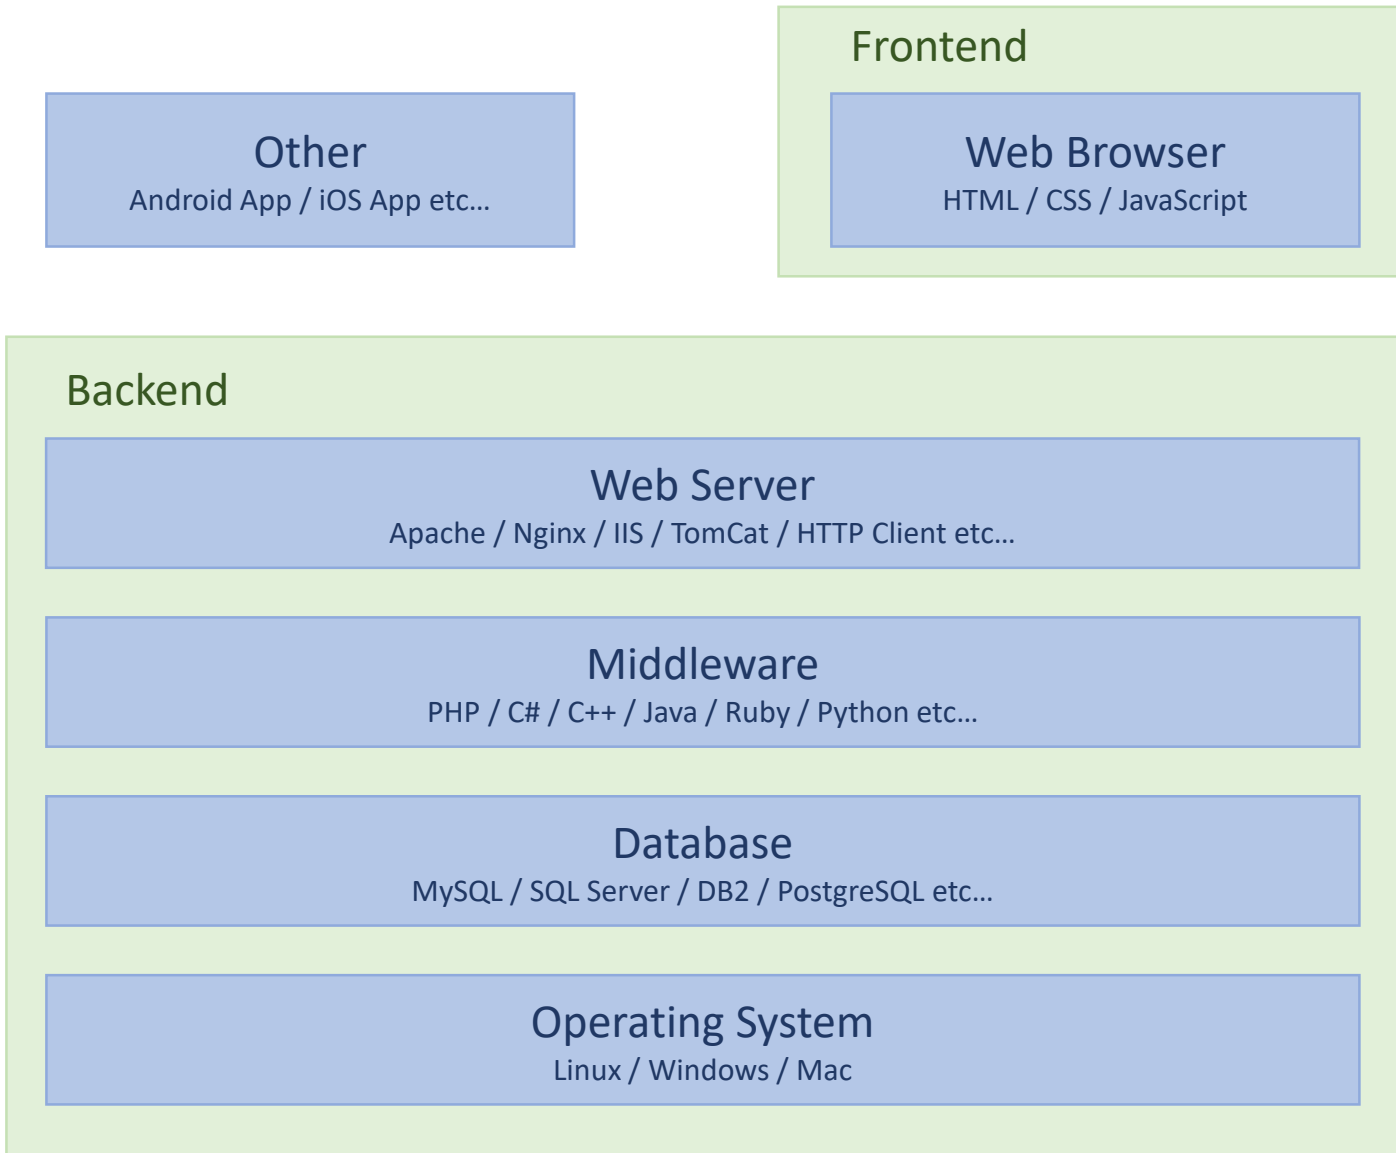 Frontend
Other
Android App / iOS App etc…
Web Browser
HTML / CSS / JavaScript
Backend
Web Server
Apache / Nginx / IIS / TomCat / HTTP Client etc…
Middleware
PHP / C# / C++ / Java / Ruby / Python etc…
Database
MySQL / SQL Server / DB2 / PostgreSQL etc…
Operating System
Linux / Windows / Mac